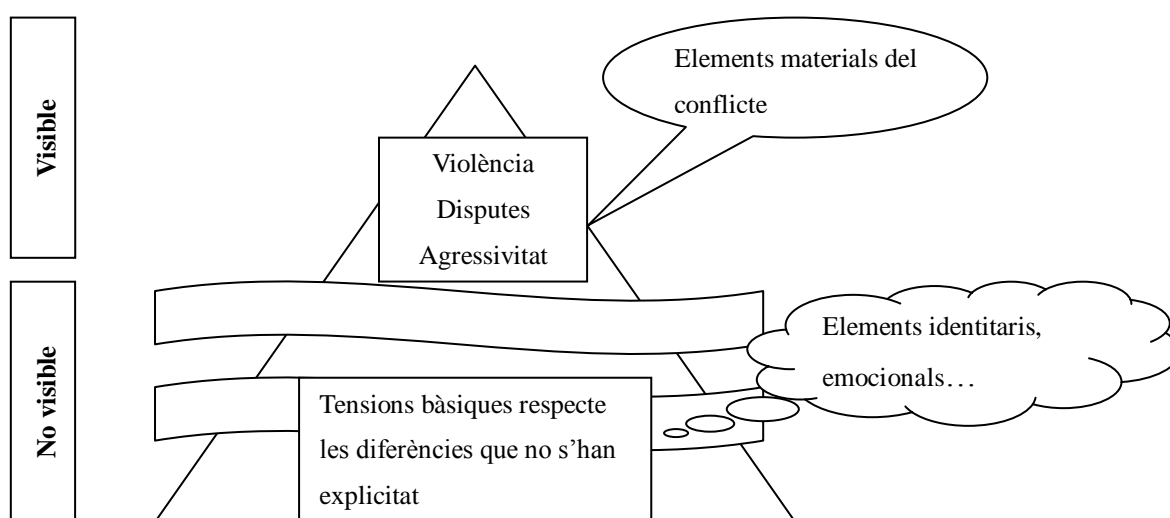 Visible
Elements materials del
conflicte
Violència
Disputes
Agressivitat
No visible
Elements identitaris,
emocionals…
Tensions bàsiques respecte
les diferències que no s’han
explicitat